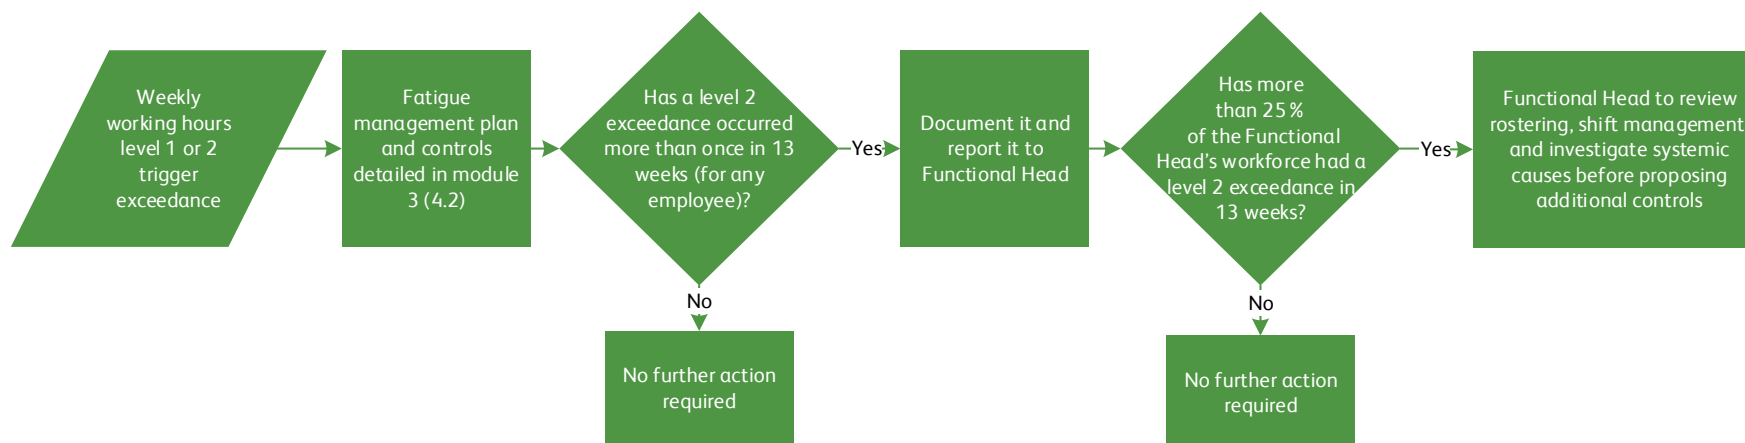 Weekly
working hours
level 1 or 2
trigger
exceedance
Fatigue
management plan
and controls
detailed in module
3 (4.2)
Has a level 2
exceedance occurred
more than once in 13
weeks (for any
employee)?
Yes
No
No further action
required
Document it and
report it to
Functional Head
Has more
than 25%
of the Functional
Head's workforce had a
level 2 exceedance in
13 weeks?
Yes
No
No further action
required
Functional Head to review
rostering, shift management
and investigate systemic
causes before proposing
additional controls